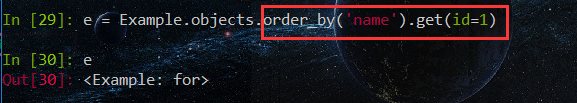 In [29]: e = Example.objects.order_by('name').get(id=1)
In [30]: e
Out[30]: <Example: for>